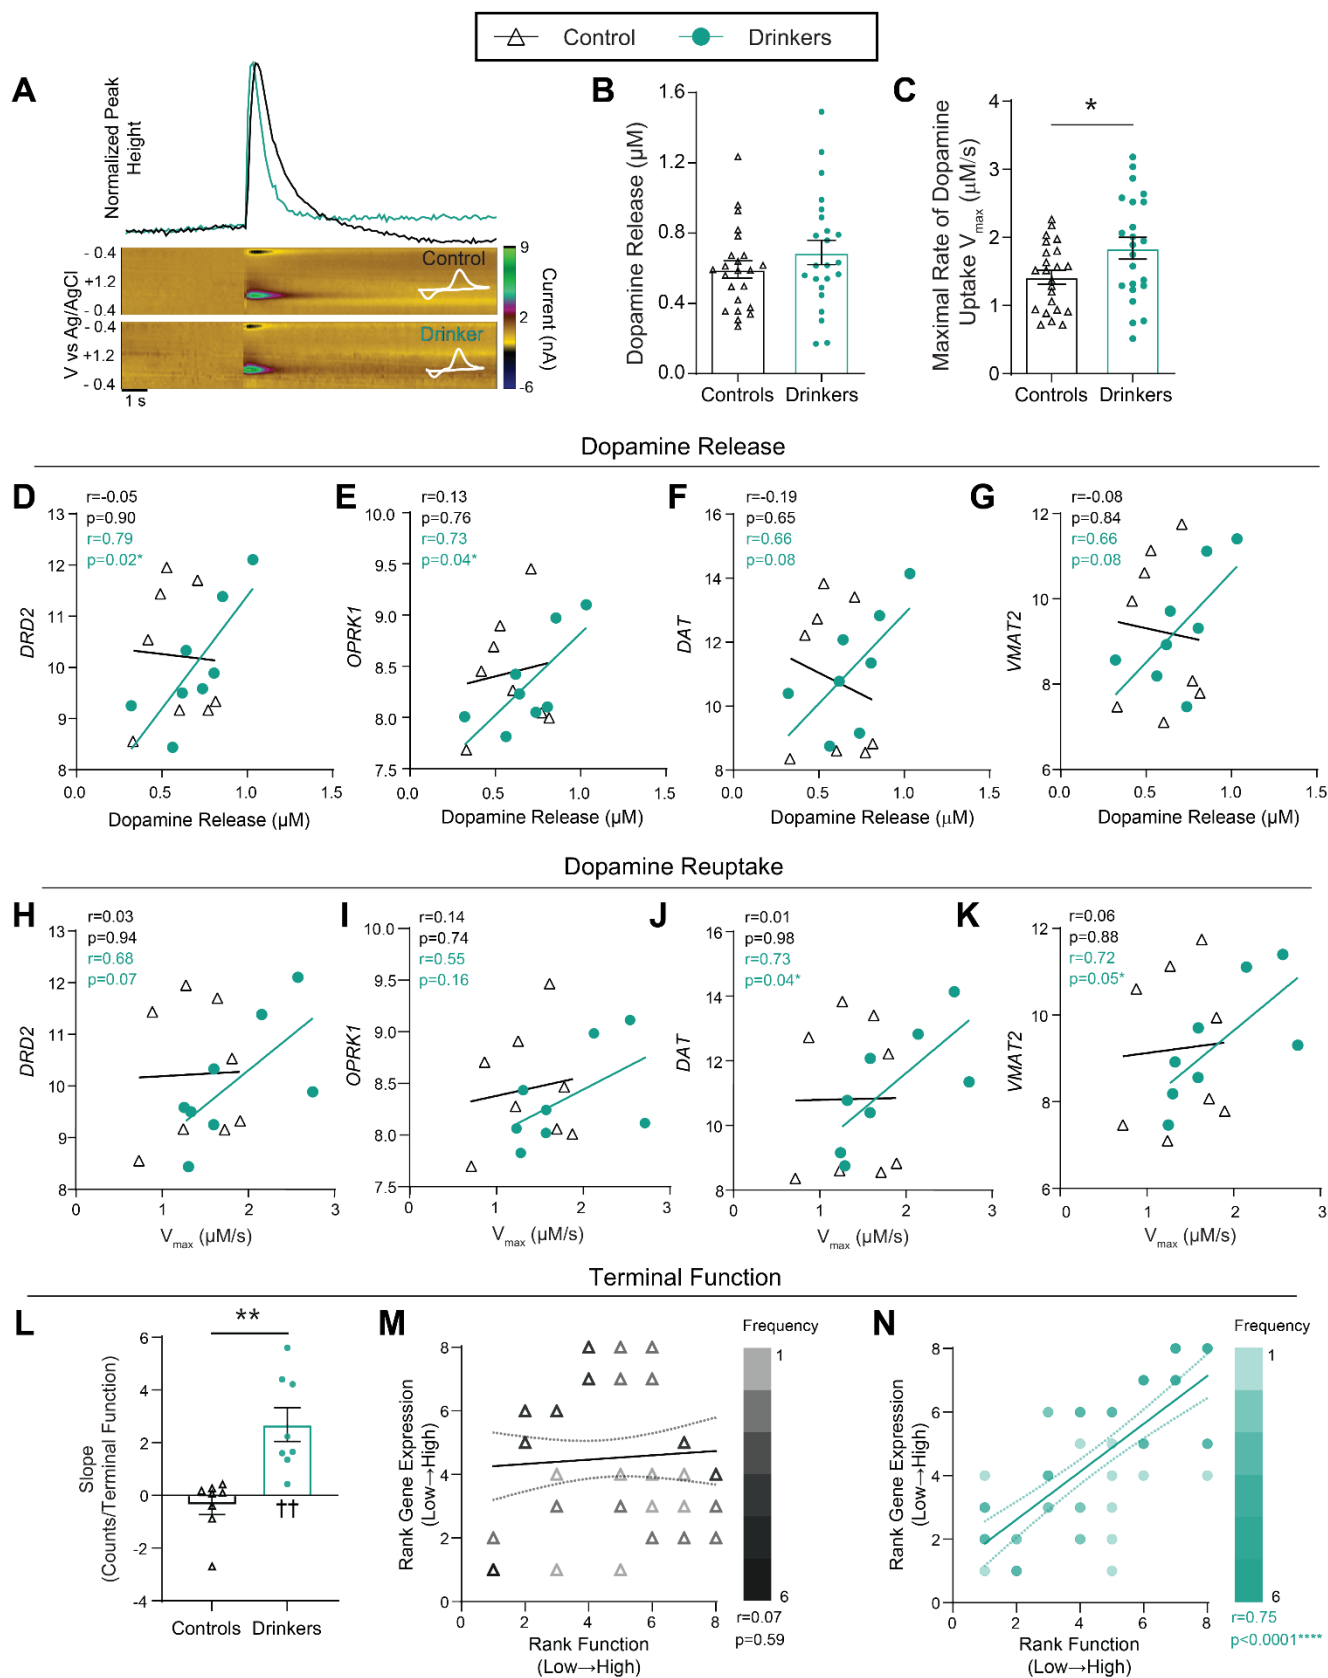 Control
Drinkers
A
Normalized Peak
Height
V vs Ag/AgCl
- 0.4
+1.2
- 0.4
- 0.4
+1.2
- 0.4
Control
Drinker
1 s
9
2
-6
Current (nA)
B
Dopamine Release (µM)
1.6
1.2
0.8
0.4
0.0
Controls
Drinkers
C
Maximal Rate of Dopamine
Uptake Vmax (µM/s)
4
3
2
1
0
*
Controls
Drinkers
Dopamine Release
D
r=-0.05
p=0.90
r=0.79
p=0.02*
DRD2
13
12
11
10
9
8
0.0
0.5
1.0
1.5
Dopamine Release (µM)
E
r=0.13
p=0.76
r=0.73
p=0.04*
OPRK1
10.0
9.5
9.0
8.5
8.0
7.5
0.0
0.5
1.0
1.5
Dopamine Release (µM)
F
r=-0.19
p=0.65
r=0.66
p=0.08
DAT
16
14
12
10
8
0.0
0.5
1.0
1.5
Dopamine Release (µM)
G
r=-0.08
p=0.84
r=0.66
p=0.08
VMAT2
12
10
8
6
0.0
0.5
1.0
1.5
Dopamine Release (µM)
Dopamine Reuptake
H
r=0.03
p=0.94
r=0.68
p=0.07
DRD2
13
12
11
10
9
8
0
1
2
3
Vmax (µM/s)
I
r=0.14
p=0.74
r=0.55
p=0.16
OPRK1
10.0
9.5
9.0
8.5
8.0
7.5
0
1
2
3
Vmax (µM/s)
J
r=0.01
p=0.98
r=0.73
p=0.04*
DAT
16
14
12
10
8
0
1
2
3
Vmax (µM/s)
K
r=0.06
p=0.88
r=0.72
p=0.05*
VMAT2
12
10
8
6
0
1
2
3
Vmax (µM/s)
Terminal Function
L
Slope
(Counts/Terminal Function)
6
4
2
0
-2
-4
**
††
Controls
Drinkers
M
Rank Gene Expression
(Low→High)
8
6
4
2
0
0
2
4
6
8
Rank Function
(Low→High)
Frequency
1
6
r=0.07
p=0.59
N
Rank Gene Expression
(Low→High)
8
6
4
2
0
0
2
4
6
8
Rank Function
(Low→High)
Frequency
1
6
r=0.75
p<0.0001****